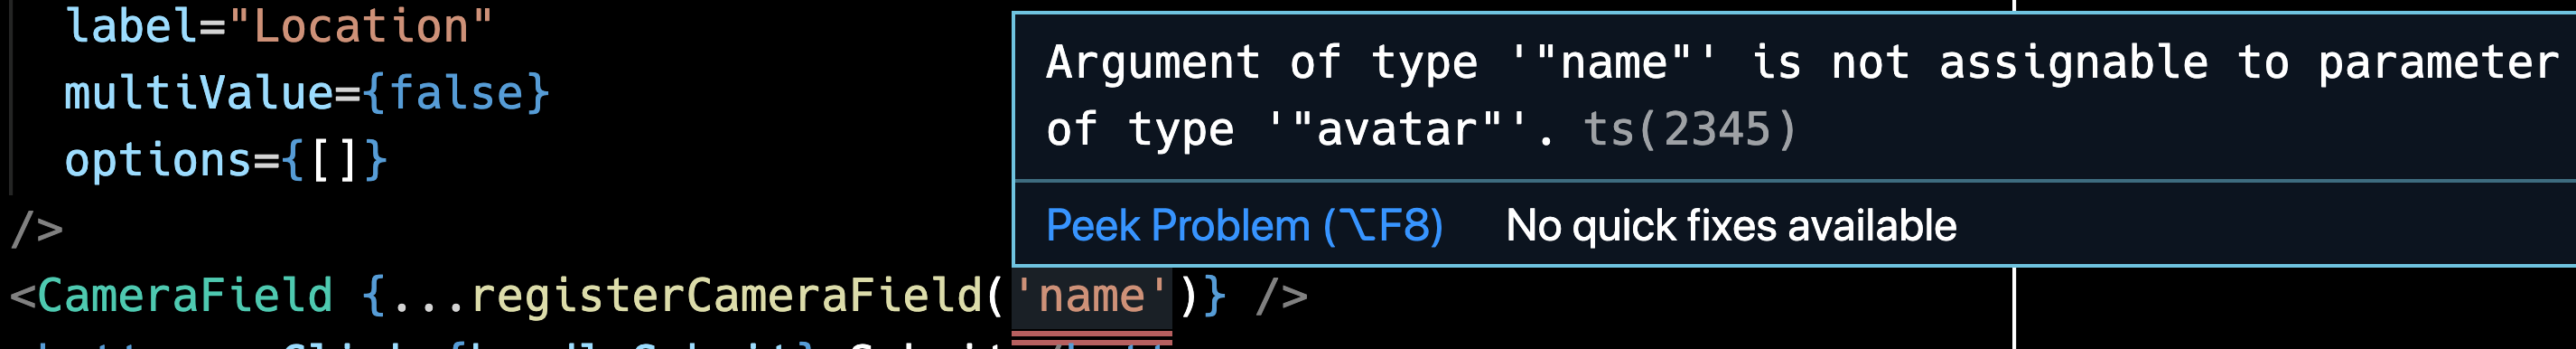 label="Location"
multiValue={false}
options={[]}
/>
<CameraField {...registerCameraField('name')} />
Argument of type '"name"' is not assignable to parameter
of type '"avatar"'. ts(2345)
Peek Problem (⌥F8) No quick fixes available